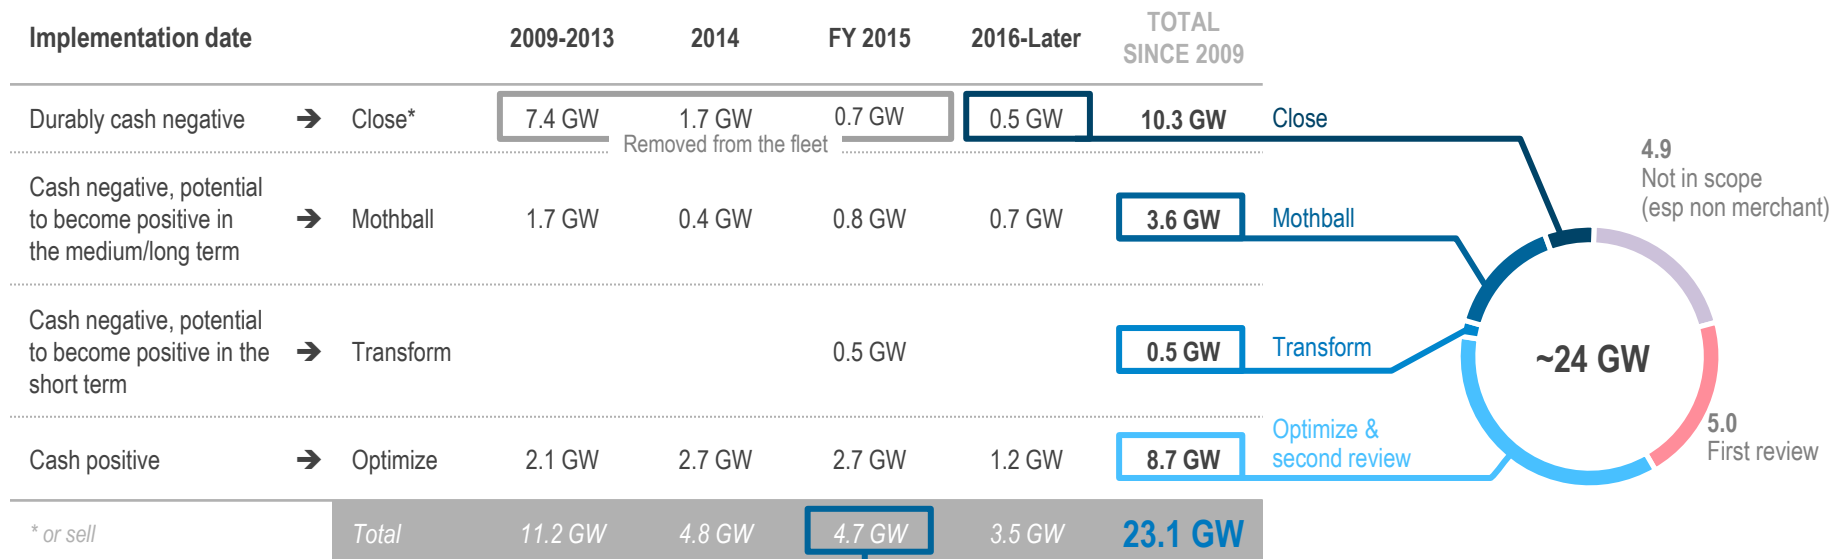 Implementation date 2009-2013 2014 FY 2015 2016-Later TOTAL
SINCE 2009
Durably cash negative ➔ Close* 7.4 GW 1.7 GW 0.7 GW 0.5 GW 10.3 GW Close
Removed from the fleet
Cash negative, potential
to become positive in
the medium/long term
➔ Mothball 1.7 GW 0.4 GW 0.8 GW 0.7 GW 3.6 GW Mothball
Cash negative, potential
to become positive in the
short term
➔ Transform 0.5 GW 0.5 GW Transform
Cash positive ➔ Optimize 2.1 GW 2.7 GW 2.7 GW 1.2 GW 8.7 GW
Optimize &
second review
* or sell Total 11.2 GW 4.8 GW 4.7 GW 3.5 GW 23.1 GW
4.9
Not in scope
(esp non merchant)
~24 GW
5.0
First review